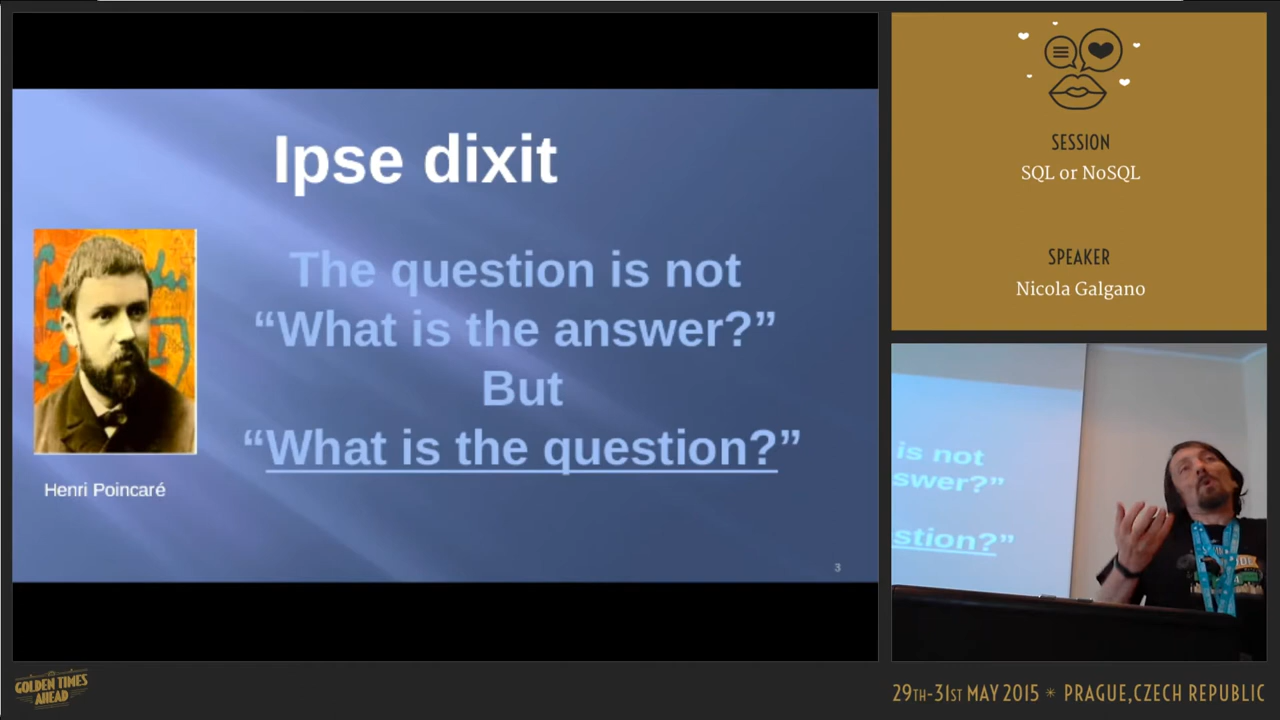 Ipse dixit
The question is not
“What is the answer?”
But
“What is the question?”
Henri Poincaré
3
SESSION
SQL or NoSQL
SPEAKER
Nicola Galgano
is not
swer?”
stion?”
GOLDEN TIMES
AHEAD
29TH-31ST MAY 2015 * PRAGUE,CZECH REPUBLIC